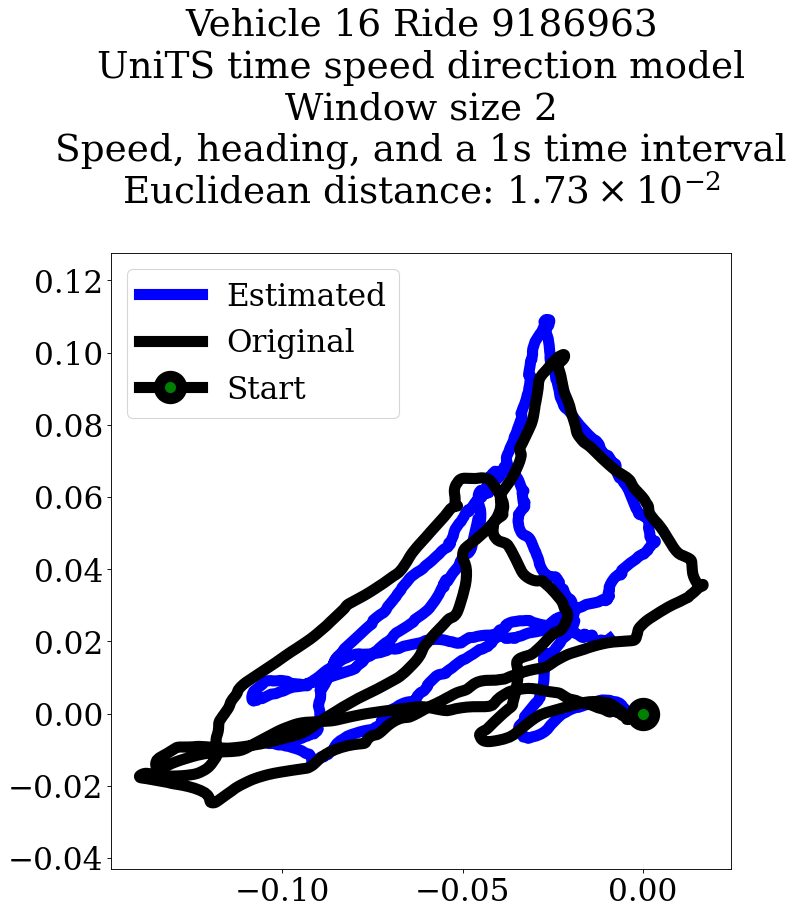 Vehicle 16 Ride 9186963
UniTS time speed direction model
Window size 2
Speed, heading, and a 1s time interval
Euclidean distance: 1.73 × 10⁻²
0.12
0.10
0.08
0.06
0.04
0.02
0.00
−0.02
−0.04
Estimated
Original
Start
−0.10
−0.05
0.00